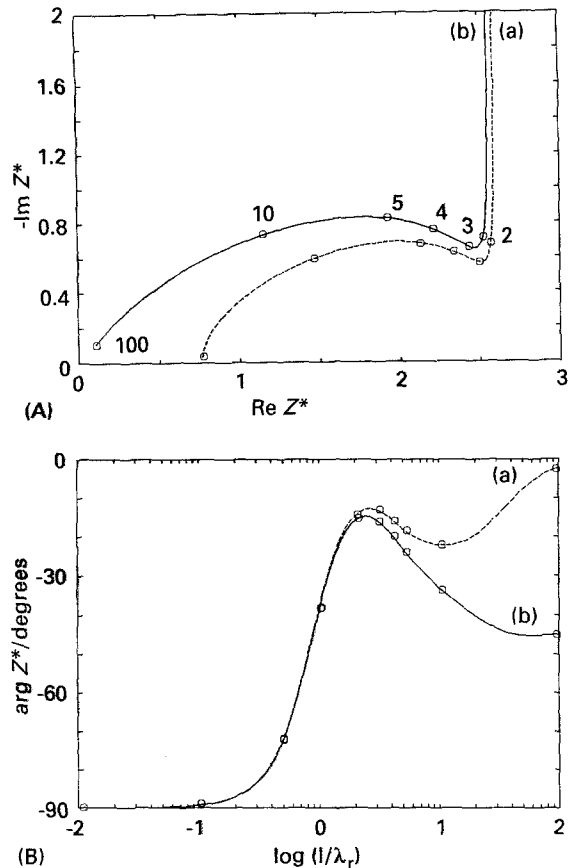 2
(b) (a)
1.6
1.2
-Im Z*
0.8
5
4
10
3
2
0.4
100
0
0 1 2 3
(A) Re Z*
0
(a)
-30
arg Z*/degrees
(b)
-60
-90
-2 -1 0 1 2
(B) log (l/λr)